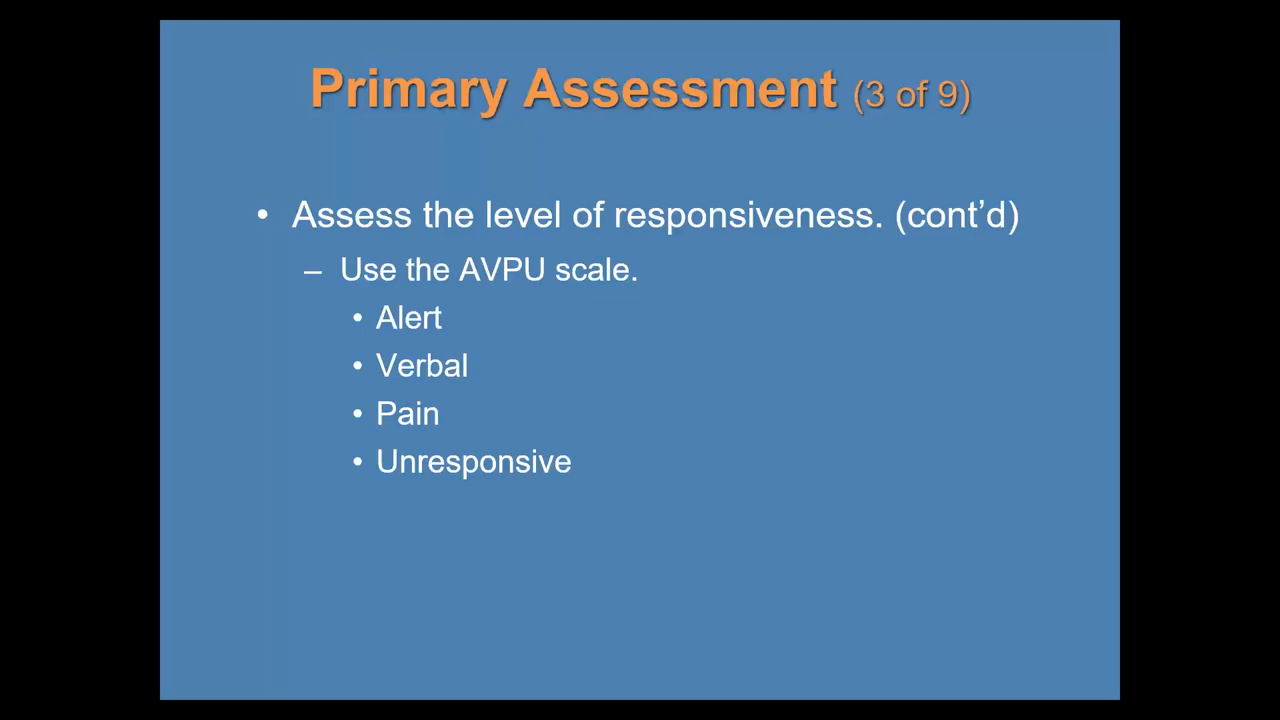 Primary Assessment (3 of 9)
• Assess the level of responsiveness. (cont’d)
– Use the AVPU scale.
• Alert
• Verbal
• Pain
• Unresponsive